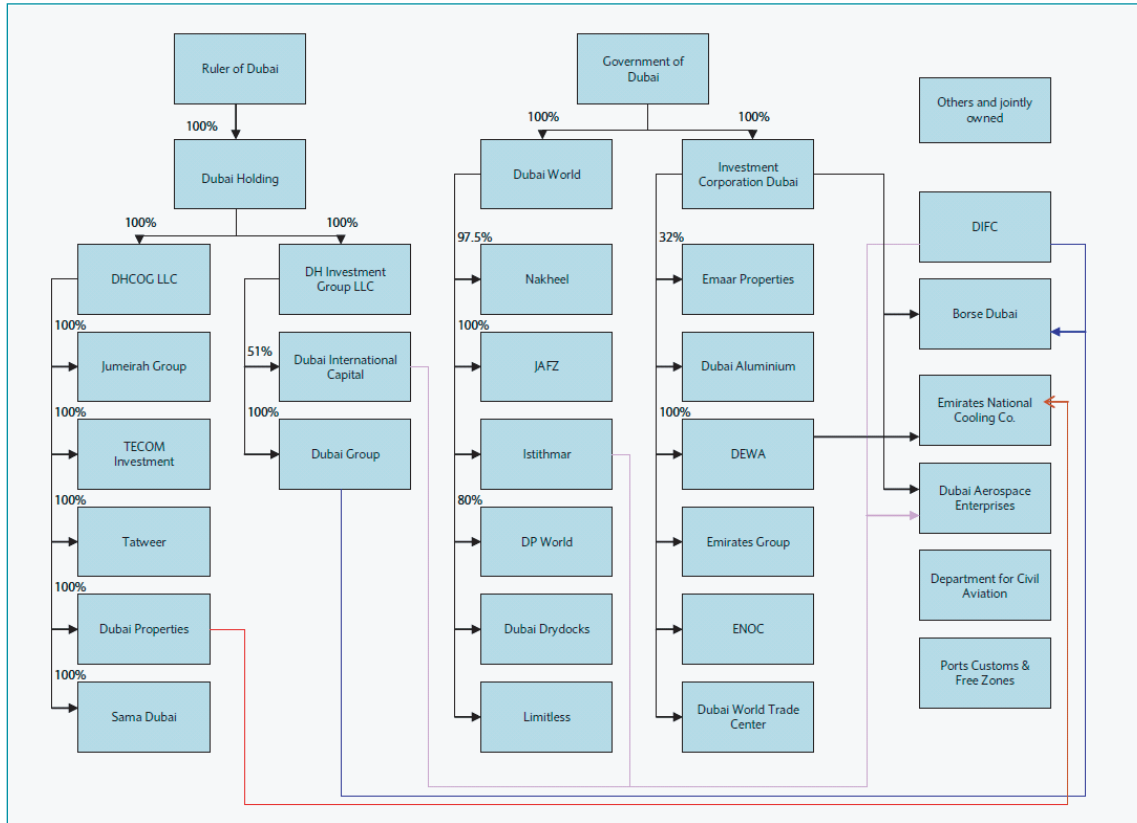 Ruler of Dubai
100%
Dubai Holding
100%
100%
DHCOG LLC
DH Investment
Group LLC
100%
Jumeirah Group
100%
TECOM
Investment
100%
Tatweer
100%
Dubai Properties
100%
Sama Dubai
51%
Dubai International
Capital
100%
Dubai Group
Government of
Dubai
100%
100%
Dubai World
Investment
Corporation Dubai
97.5%
Nakheel
100%
JAFZ
Istithmar
80%
DP World
Dubai Drydocks
Limitless
32%
Emaar Properties
Dubai Aluminium
100%
DEWA
Emirates Group
ENOC
Dubai World Trade
Center
Others and jointly
owned
DIFC
Borse Dubai
Emirates National
Cooling Co.
Dubai Aerospace
Enterprises
Department for Civil
Aviation
Ports Customs &
Free Zones